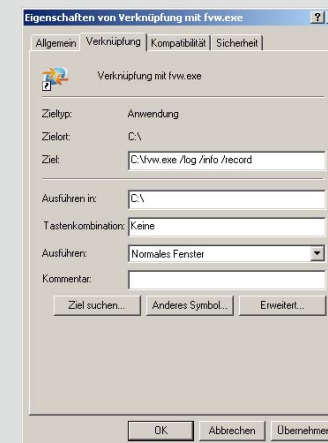 Eigenschaften von Verknüpfung mit fvw.exe
Allgemein Verknüpfung Kompatibilität Sicherheit
Verknüpfung mit fvw.exe
Zieltyp: Anwendung
Zielort: C:\
Ziel: C:\fvw.exe /log /info /record
Ausführen in: C:\
Tastenkombination: Keine
Ausführen: Normales Fenster
Kommentar:
Ziel suchen... Anderes Symbol... Erweitert...
OK Abbrechen Übernehmen